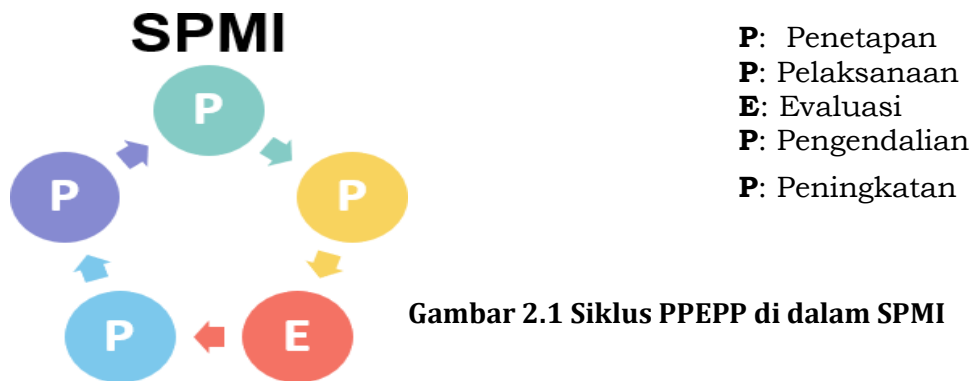 SPMI
P
P
E
P
P
P: Penetapan
P: Pelaksanaan
E: Evaluasi
P: Pengendalian
P: Peningkatan
Gambar 2.1 Siklus PPEPP di dalam SPMI